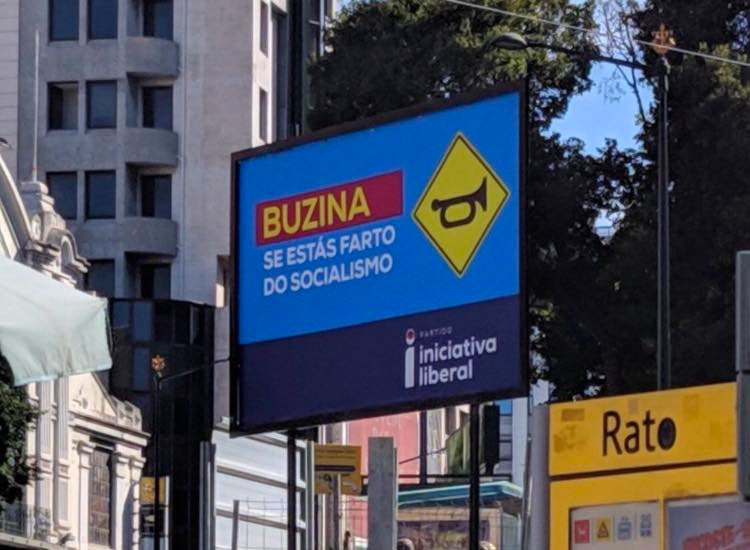 BUZINA
SE ESTÁS FARTO
DO SOCIALISMO
PARTIDO
iniciativa
liberal
Rato